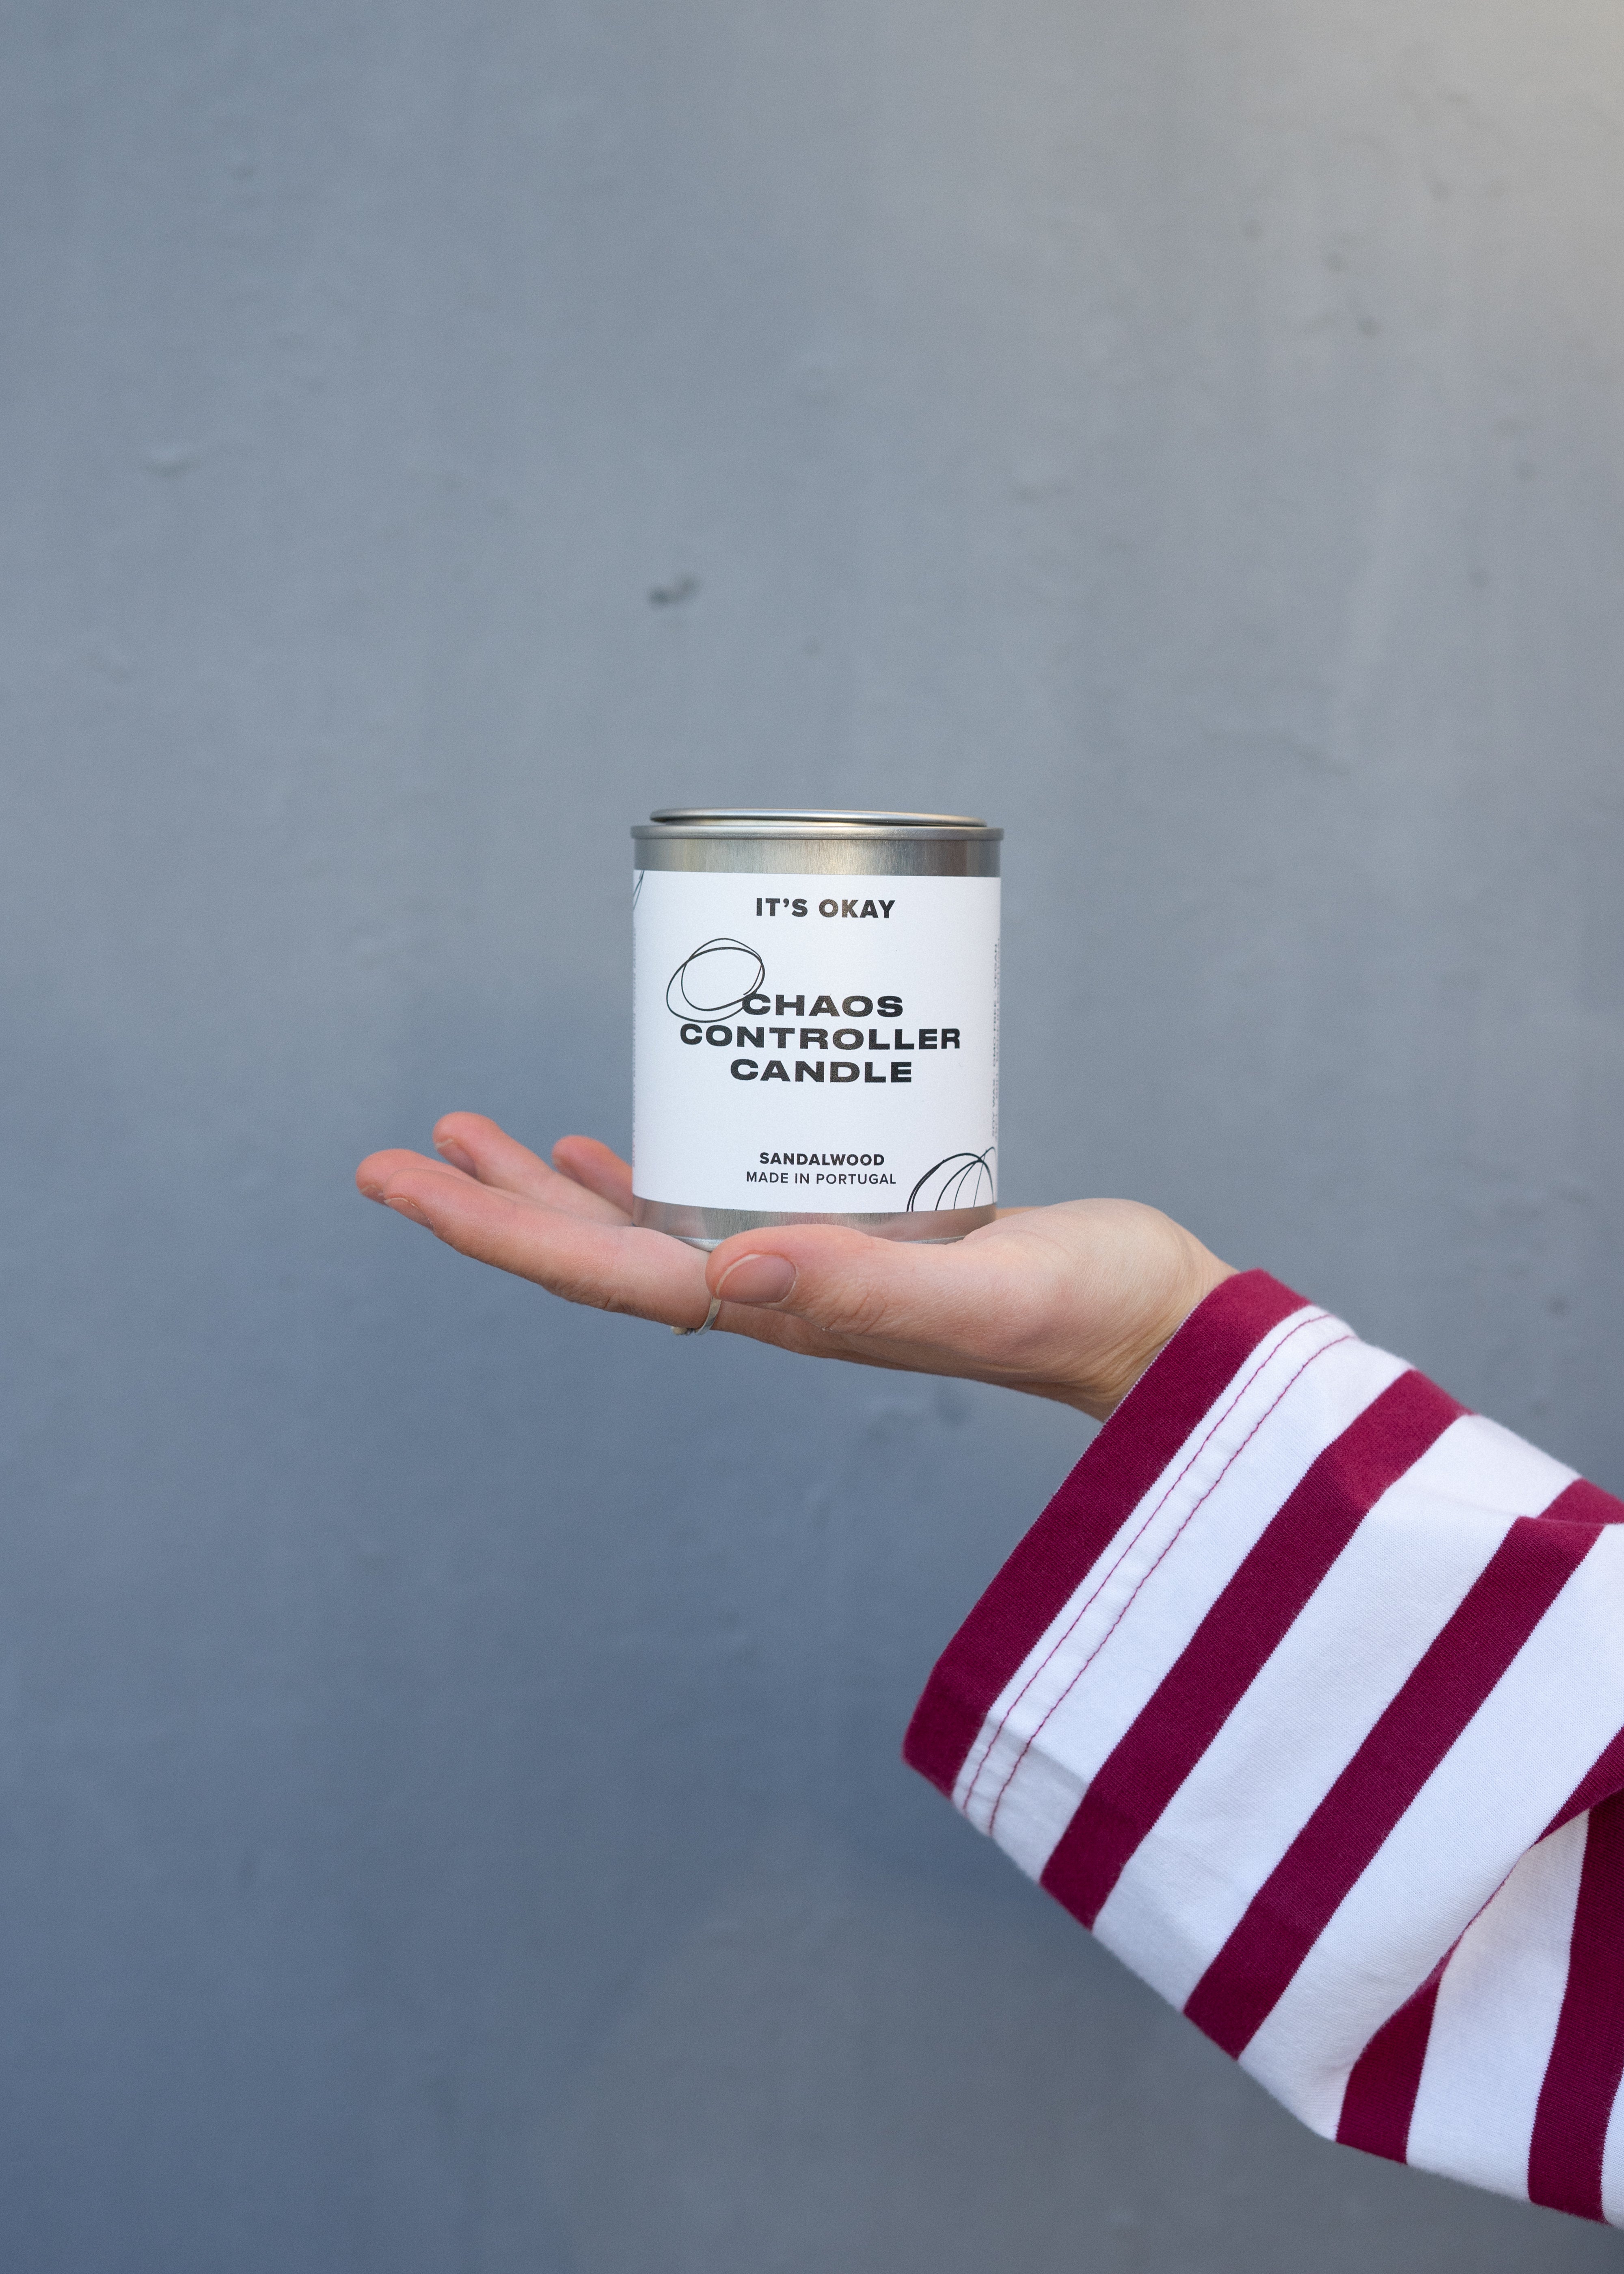 IT'S OKAY
CHAOS
CONTROLLER
CANDLE
SANDALWOOD
MADE IN PORTUGAL